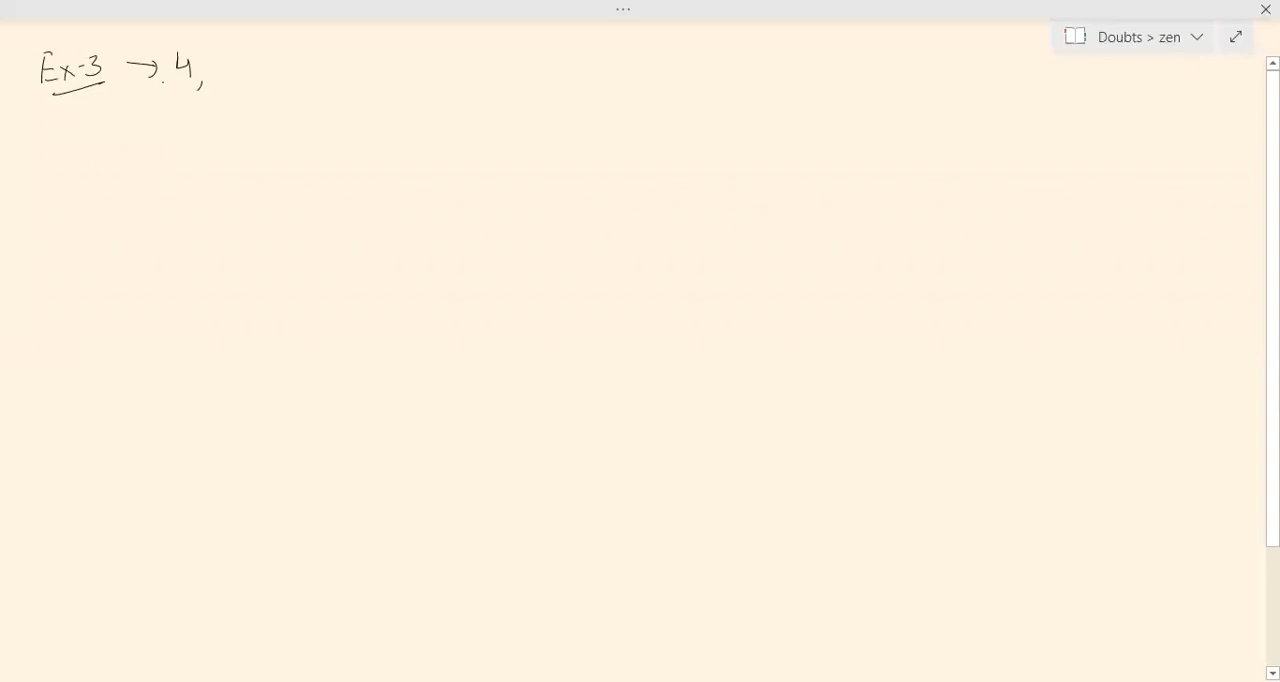 ...
Doubts > zen
Ex-3 → 4,